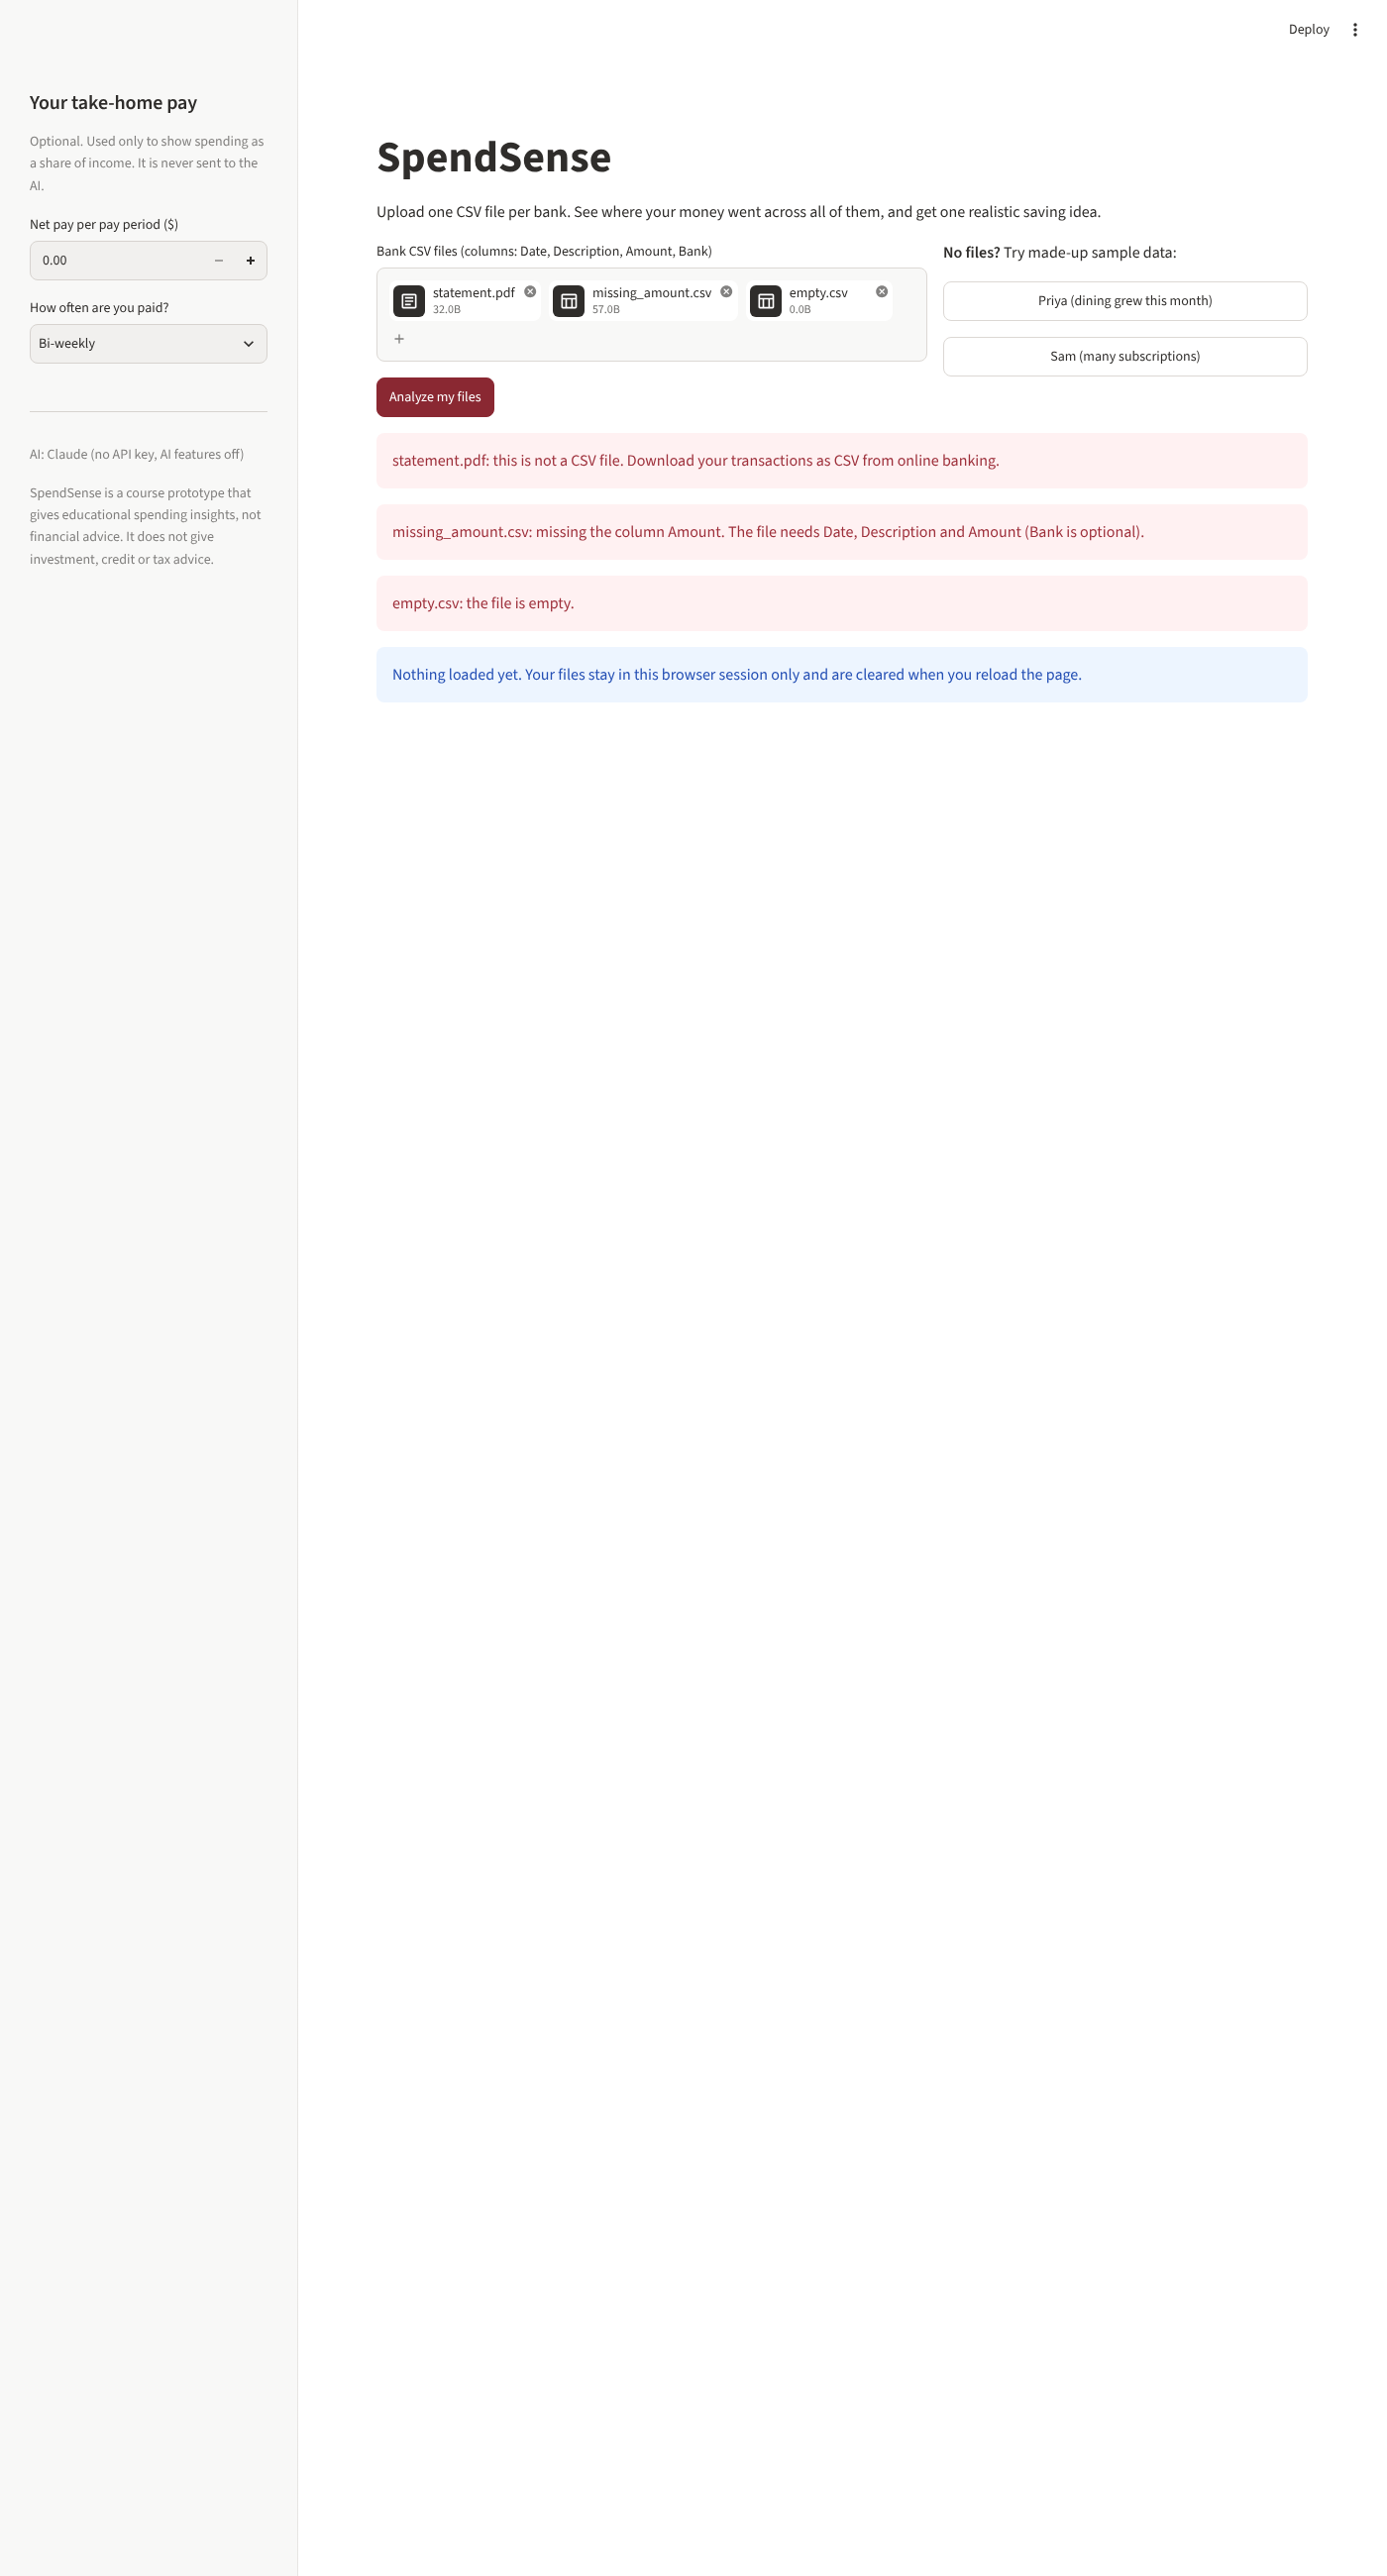 Deploy
Your take-home pay
Optional. Used only to show spending as
a share of income. It is never sent to the
AI.
Net pay per pay period ($)
0.00
How often are you paid?
Bi-weekly
AI: Claude (no API key, AI features off)
SpendSense is a course prototype that
gives educational spending insights, not
financial advice. It does not give
investment, credit or tax advice.
SpendSense
Upload one CSV file per bank. See where your money went across all of them, and get one realistic saving idea.
Bank CSV files (columns: Date, Description, Amount, Bank)
statement.pdf
32.0B
missing_amount.csv
57.0B
empty.csv
0.0B
Analyze my files
No files? Try made-up sample data:
Priya (dining grew this month)
Sam (many subscriptions)
statement.pdf: this is not a CSV file. Download your transactions as CSV from online banking.
missing_amount.csv: missing the column Amount. The file needs Date, Description and Amount (Bank is optional).
empty.csv: the file is empty.
Nothing loaded yet. Your files stay in this browser session only and are cleared when you reload the page.